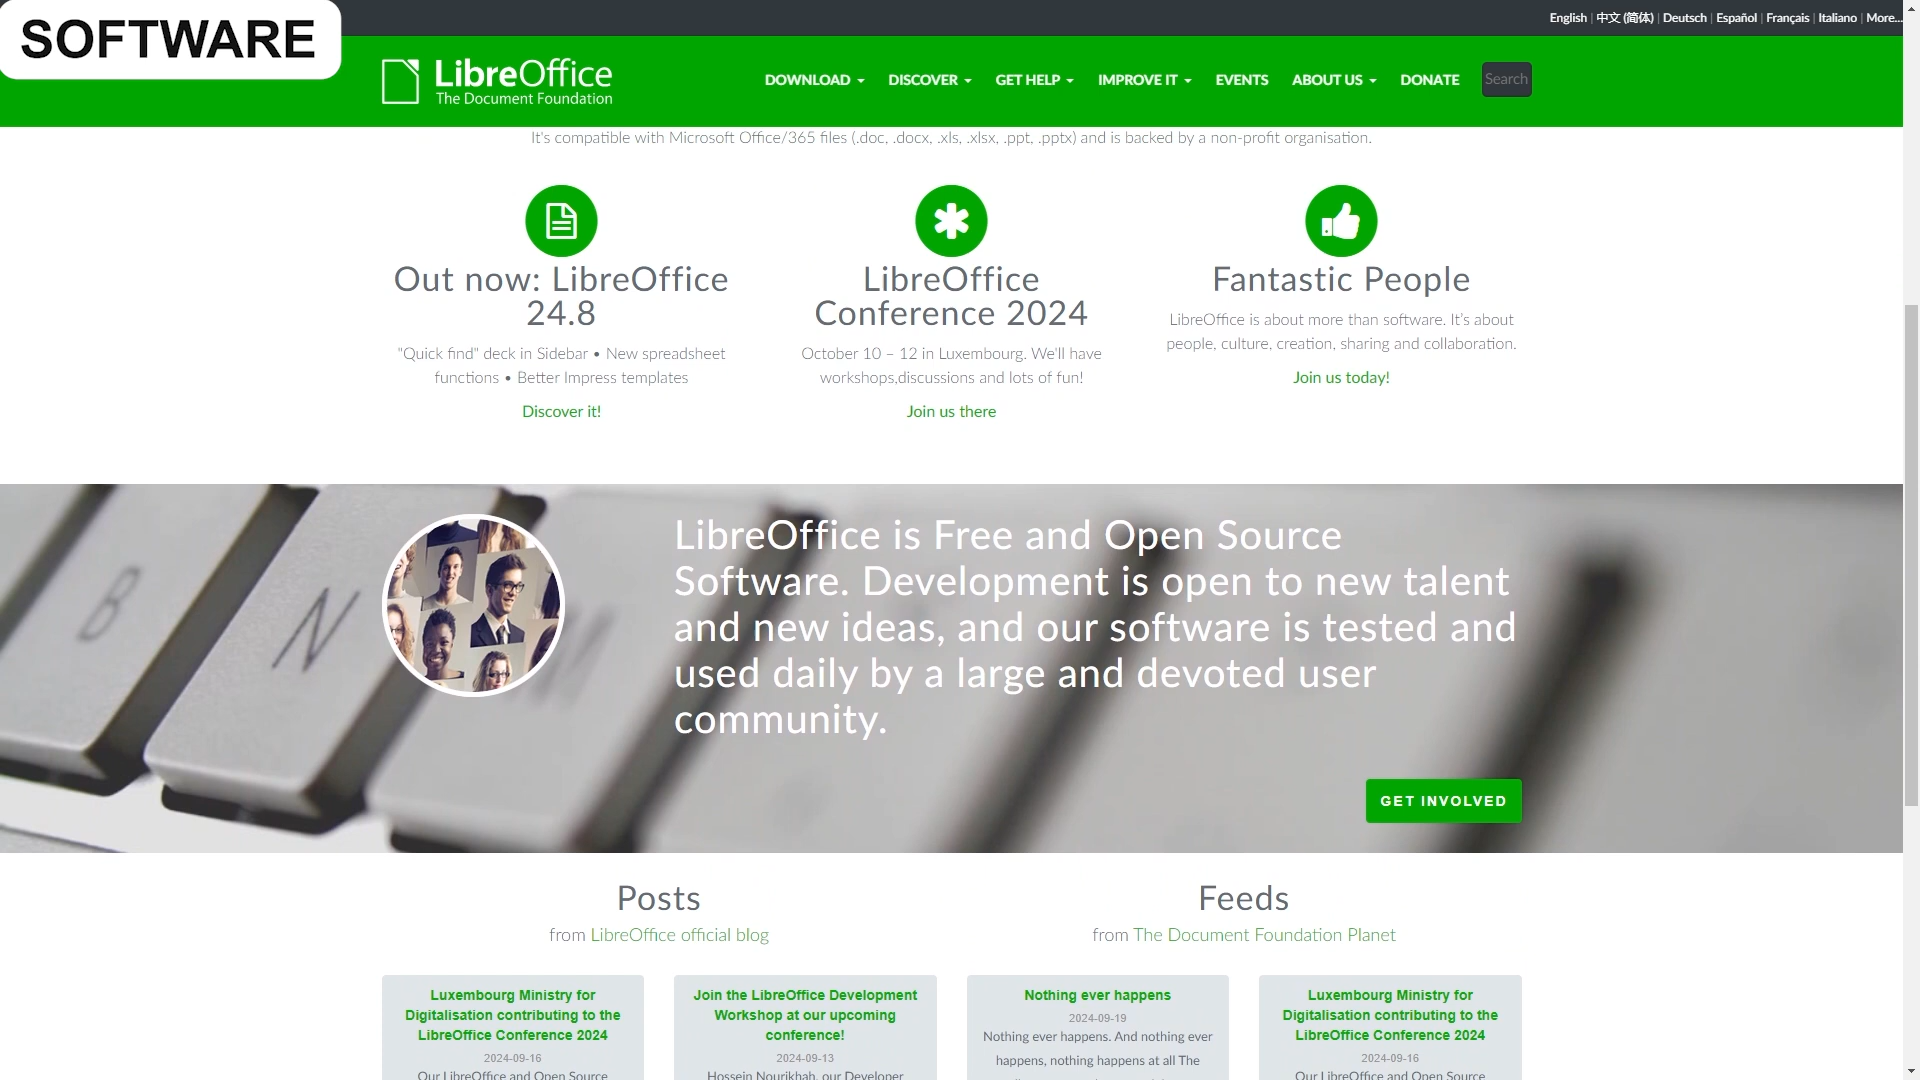 SOFTWARE
English | 中文 (简体) | Deutsch | Español | Français | Italiano | More...
LibreOffice
The Document Foundation
DOWNLOAD DISCOVER GET HELP IMPROVE IT EVENTS ABOUT US DONATE Search
It's compatible with Microsoft Office/365 files (.doc, .docx, .xls, .xlsx, .ppt, .pptx) and is backed by a non-profit organisation.
Out now: LibreOffice
24.8
"Quick find" deck in Sidebar • New spreadsheet
functions • Better Impress templates
Discover it!
LibreOffice
Conference 2024
October 10 – 12 in Luxembourg. We'll have
workshops,discussions and lots of fun!
Join us there
Fantastic People
LibreOffice is about more than software. It's about
people, culture, creation, sharing and collaboration.
Join us today!
B N M
LibreOffice is Free and Open Source
Software. Development is open to new talent
and new ideas, and our software is tested and
used daily by a large and devoted user
community.
GET INVOLVED
Posts
from LibreOffice official blog
Feeds
from The Document Foundation Planet
Luxembourg Ministry for
Digitalisation contributing to the
LibreOffice Conference 2024
2024-09-16
Our LibreOffice and Open Source
Join the LibreOffice Development
Workshop at our upcoming
conference!
2024-09-13
Hossein Nourikhah, our Developer
Nothing ever happens
2024-09-19
Nothing ever happens. And nothing ever
happens, nothing happens at all The
Luxembourg Ministry for
Digitalisation contributing to the
LibreOffice Conference 2024
2024-09-16
Our LibreOffice and Open Source